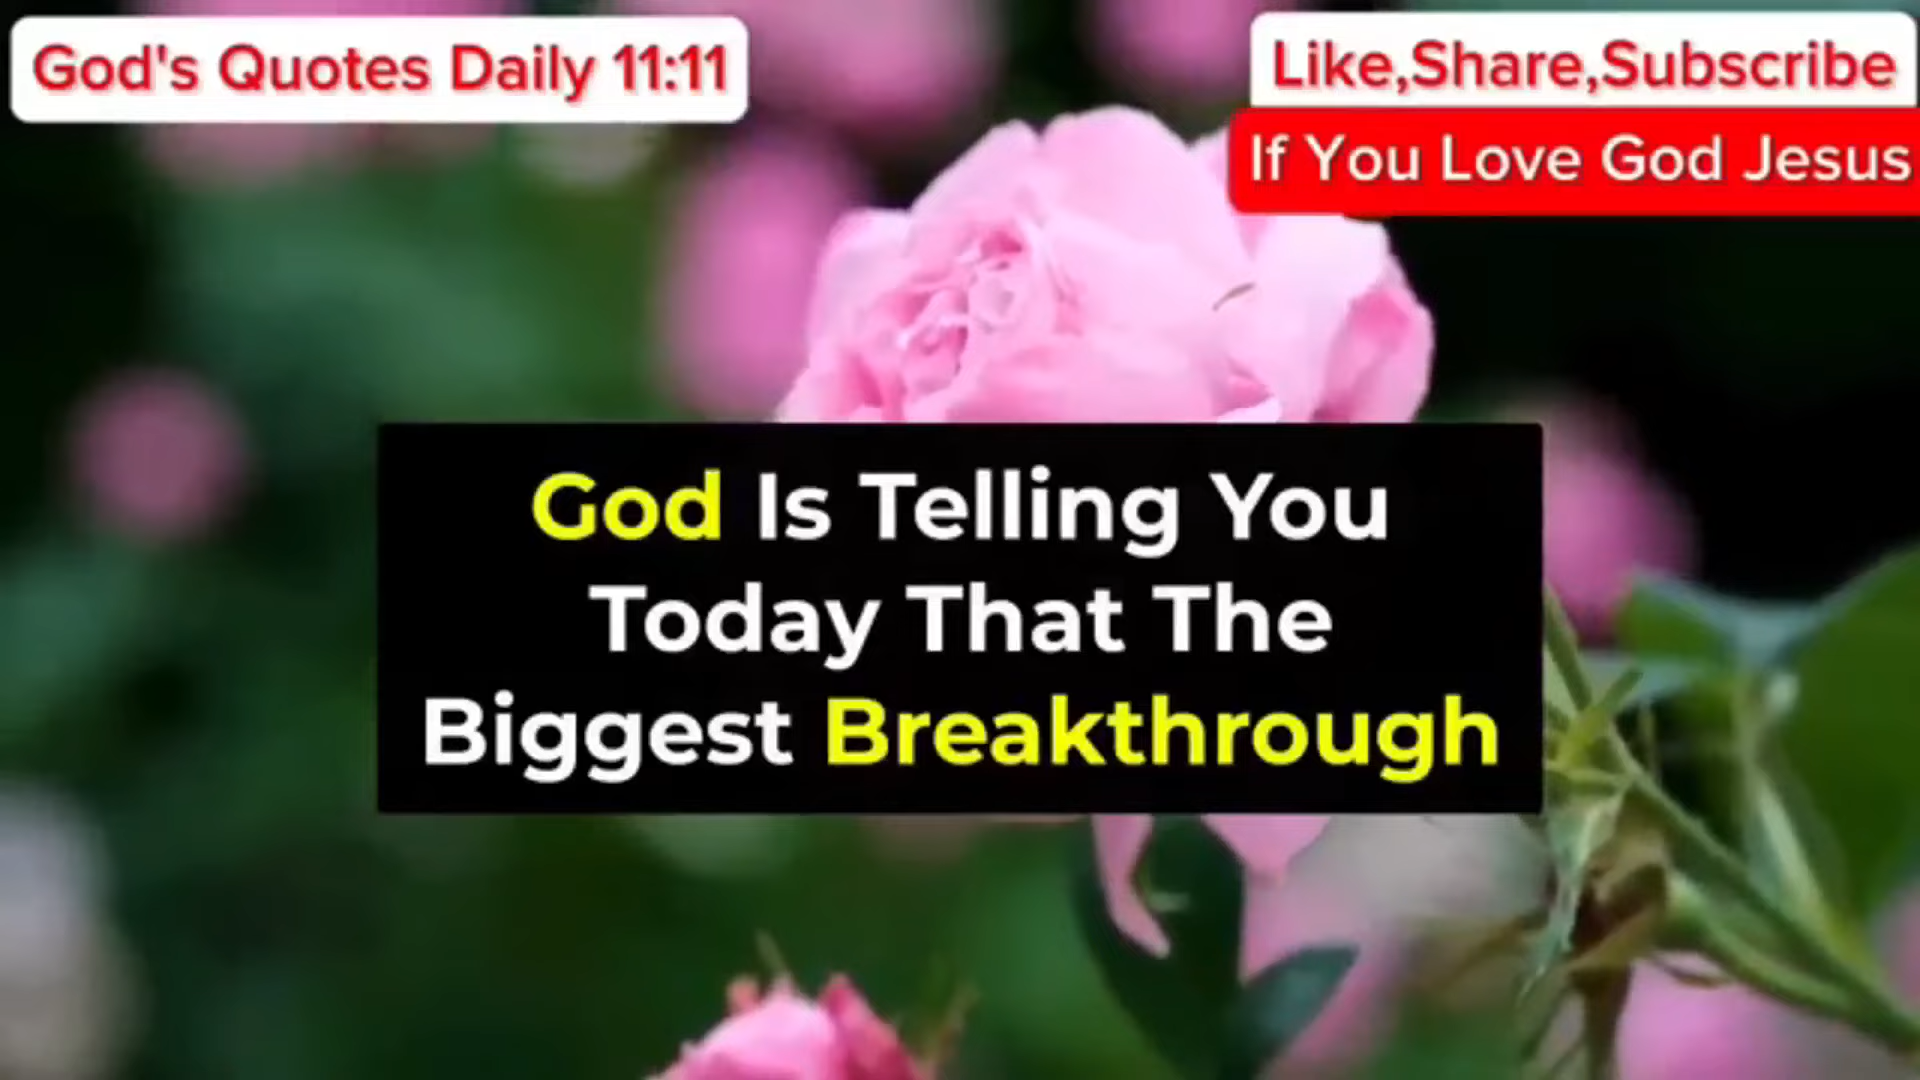 God's Quotes Daily 11:11
Like,Share,Subscribe
If You Love God Jesus
God Is Telling You
Today That The
Biggest Breakthrough